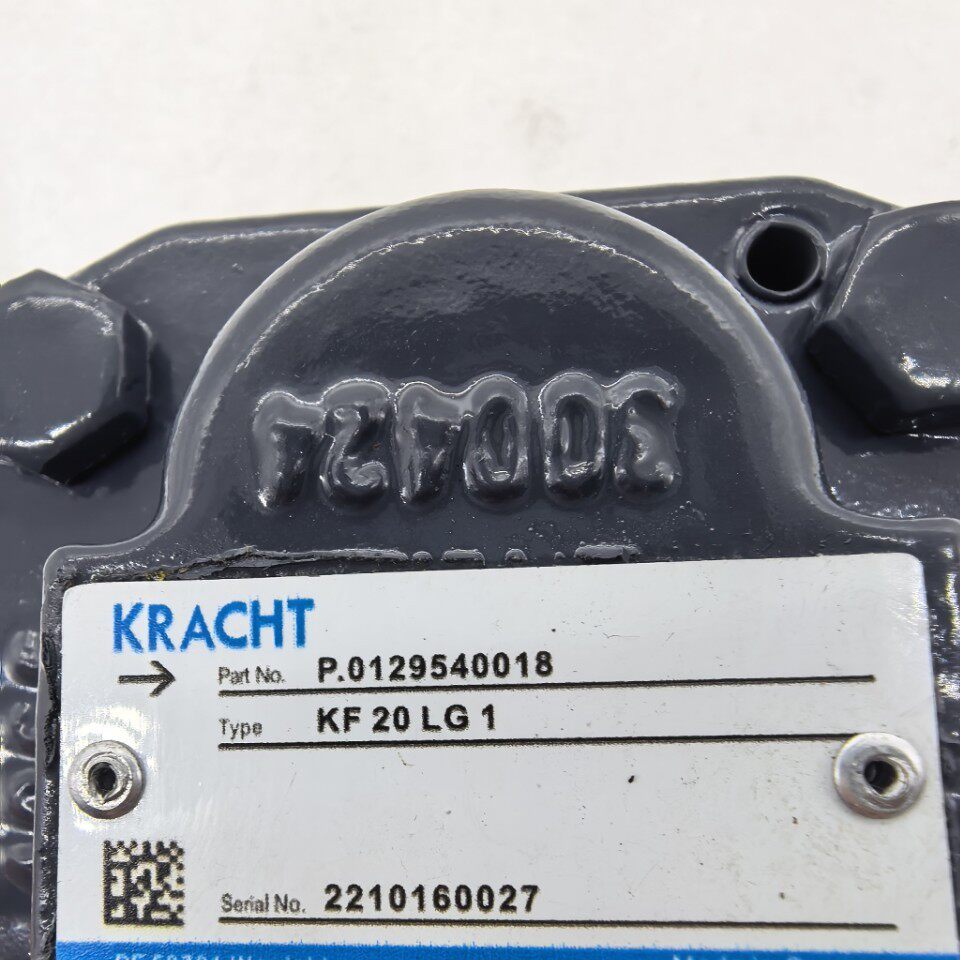 KRACHT
Part No. P.0129540018
Type KF 20 LG 1
Serial No. 2210160027